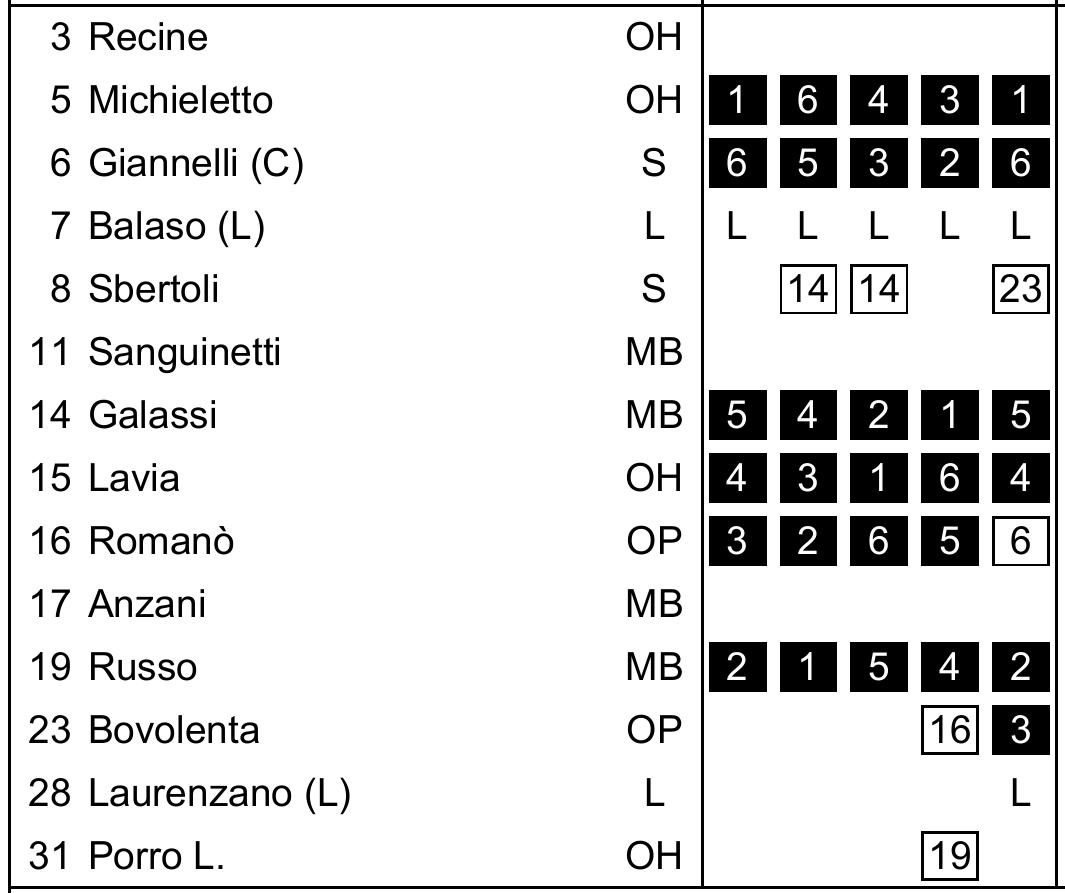 3 Recine OH
5 Michieletto OH 1 6 4 3 1
6 Giannelli (C) S 6 5 3 2 6
7 Balaso (L) L L L L L L
8 Sbertoli S 14 14 23
11 Sanguinetti MB
14 Galassi MB 5 4 2 1 5
15 Lavia OH 4 3 1 6 4
16 Romanò OP 3 2 6 5 6
17 Anzani MB
19 Russo MB 2 1 5 4 2
23 Bovolenta OP 16 3
28 Laurenzano (L) L L
31 Porro L. OH 19